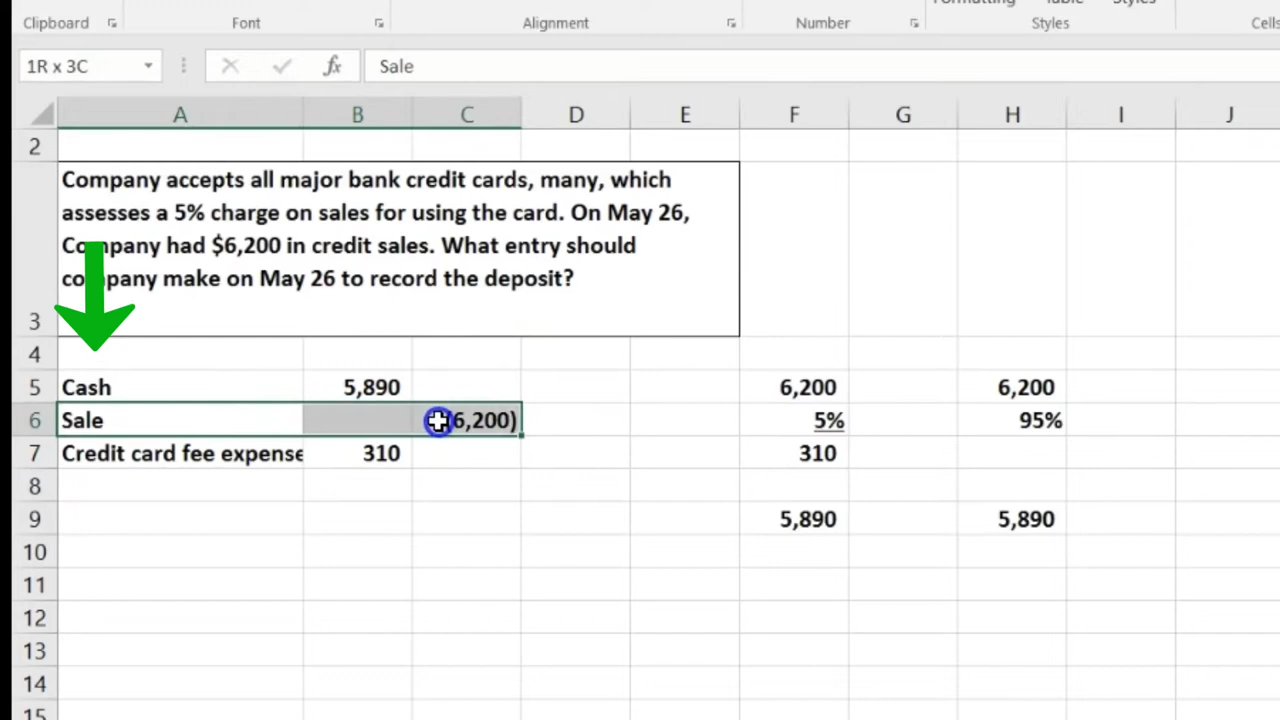 Formatting Table Styles
Clipboard Font Alignment Number Styles Cells
1R x 3C fx Sale
A B C D E F G H I J
2
Company accepts all major bank credit cards, many, which
assesses a 5% charge on sales for using the card. On May 26,
Company had $6,200 in credit sales. What entry should
company make on May 26 to record the deposit?
3
4
5 Cash 5,890 6,200 6,200
6 Sale (6,200) 5% 95%
7 Credit card fee expense 310 310
8
9 5,890 5,890
10
11
12
13
14
15